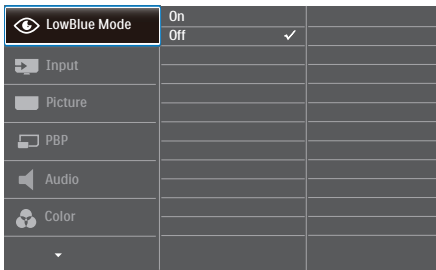 LowBlue Mode
On
Off
Input
Picture
PBP
Audio
Color